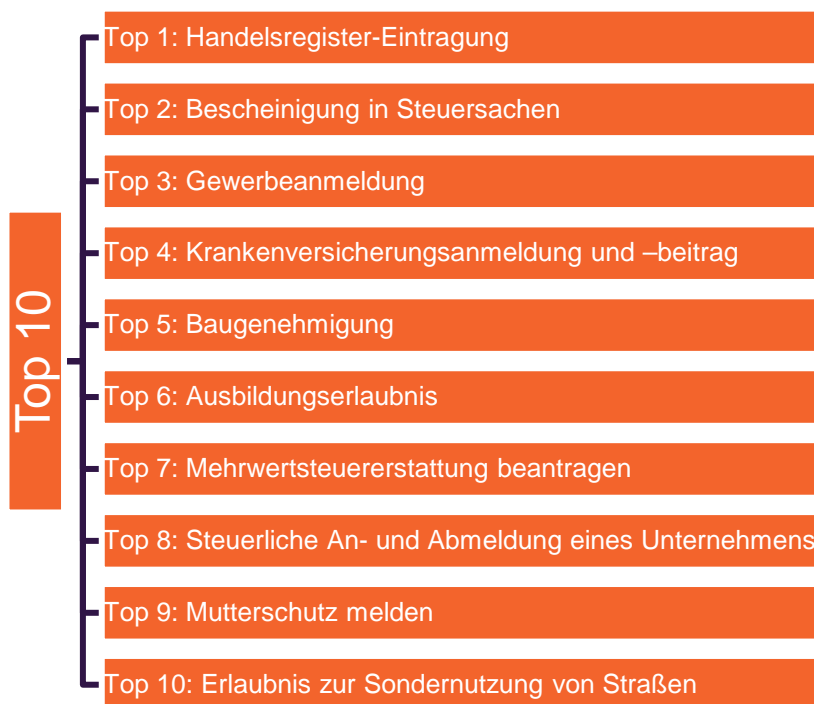 Top 10
Top 1: Handelsregister-Eintragung
Top 2: Bescheinigung in Steuersachen
Top 3: Gewerbeanmeldung
Top 4: Krankenversicherungsanmeldung und –beitrag
Top 5: Baugenehmigung
Top 6: Ausbildungserlaubnis
Top 7: Mehrwertsteuererstattung beantragen
Top 8: Steuerliche An- und Abmeldung eines Unternehmens
Top 9: Mutterschutz melden
Top 10: Erlaubnis zur Sondernutzung von Straßen